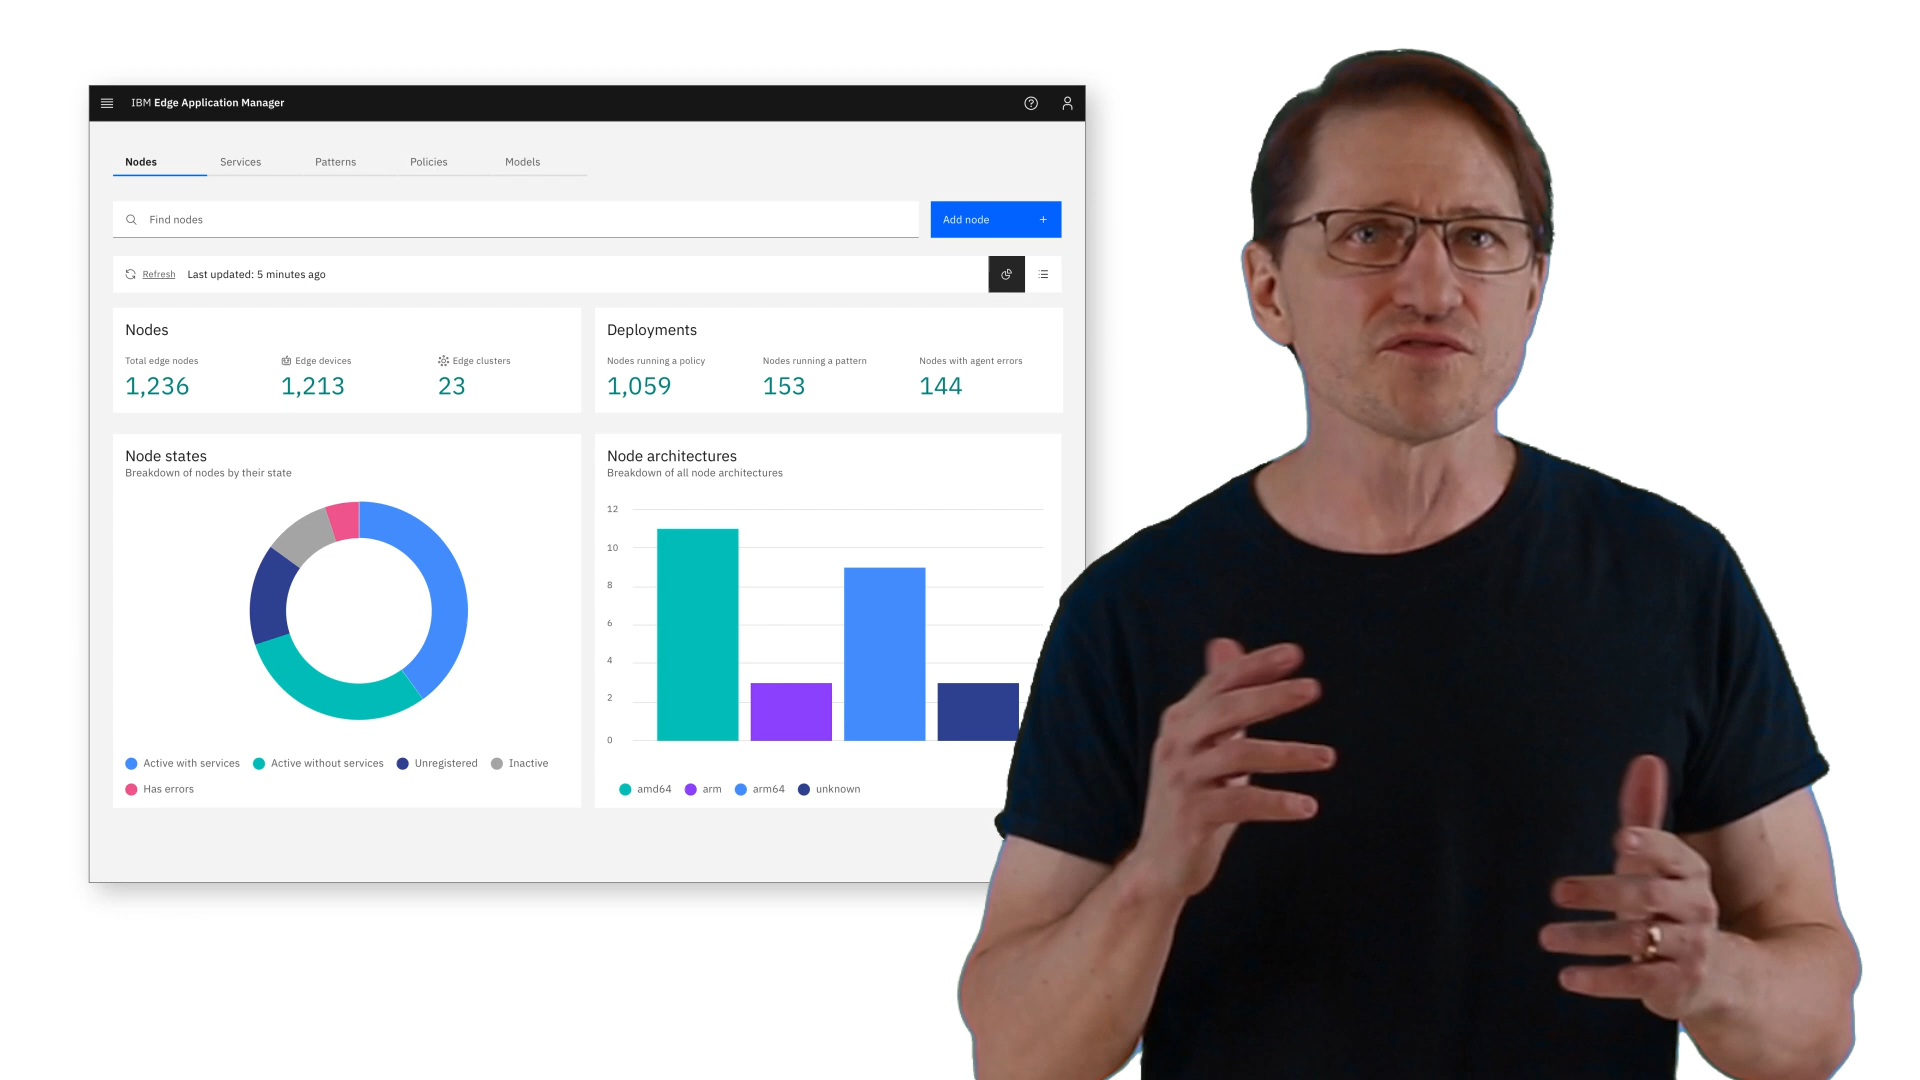 IBM Edge Application Manager
Nodes Services Patterns Policies Models
Find nodes
Add node +
Refresh Last updated: 5 minutes ago
Nodes
Total edge nodes Edge devices Edge clusters
1,236 1,213 23
Deployments
Nodes running a policy Nodes running a pattern Nodes with agent errors
1,059 153 144
Node states
Breakdown of nodes by their state
Active with services Active without services Unregistered Inactive
Has errors
Node architectures
Breakdown of all node architectures
12
10
8
6
4
2
0
amd64 arm arm64 unknown